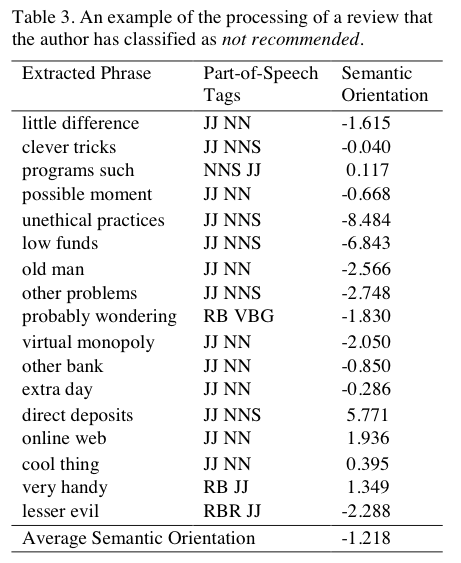 Table 3. An example of the processing of a review that
the author has classified as not recommended.
Extracted Phrase Part-of-Speech Tags Semantic Orientation
little difference JJ NN -1.615
clever tricks JJ NNS -0.040
programs such NNS JJ 0.117
possible moment JJ NN -0.668
unethical practices JJ NNS -8.484
low funds JJ NNS -6.843
old man JJ NN -2.566
other problems JJ NNS -2.748
probably wondering RB VBG -1.830
virtual monopoly JJ NN -2.050
other bank JJ NN -0.850
extra day JJ NN -0.286
direct deposits JJ NNS 5.771
online web JJ NN 1.936
cool thing JJ NN 0.395
very handy RB JJ 1.349
lesser evil RBR JJ -2.288
Average Semantic Orientation -1.218